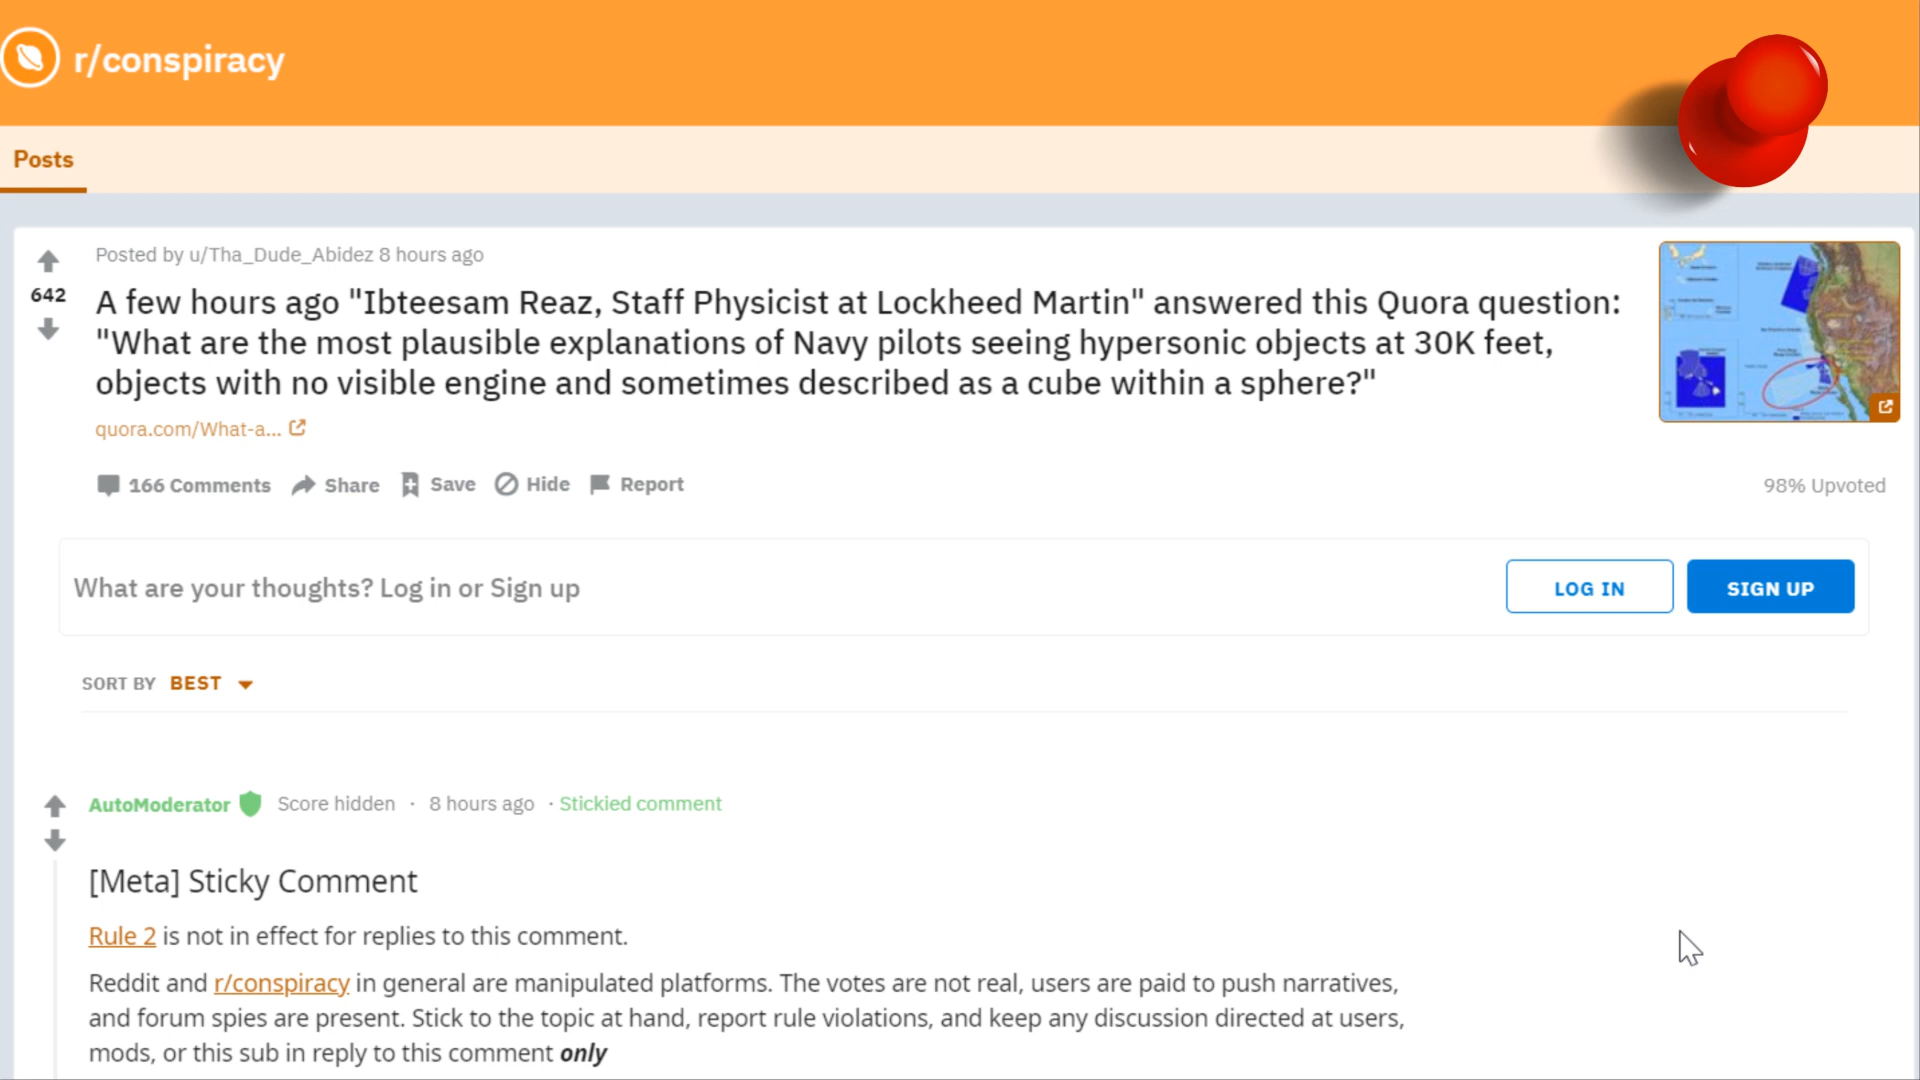 r/conspiracy
Posts
Posted by u/Tha_Dude_Abidez 8 hours ago
642
A few hours ago "Ibteesam Reaz, Staff Physicist at Lockheed Martin" answered this Quora question:
"What are the most plausible explanations of Navy pilots seeing hypersonic objects at 30K feet,
objects with no visible engine and sometimes described as a cube within a sphere?"
quora.com/What-a...
166 Comments Share Save Hide Report
98% Upvoted
What are your thoughts? Log in or Sign up
LOG IN
SIGN UP
SORT BY BEST
AutoModerator Score hidden · 8 hours ago · Stickied comment
[Meta] Sticky Comment
Rule 2 is not in effect for replies to this comment.
Reddit and r/conspiracy in general are manipulated platforms. The votes are not real, users are paid to push narratives,
and forum spies are present. Stick to the topic at hand, report rule violations, and keep any discussion directed at users,
mods, or this sub in reply to this comment only